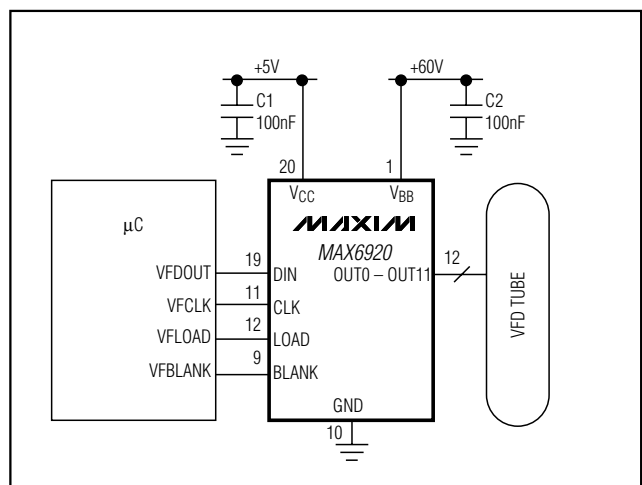 +5V
+60V
C1
100nF
C2
100nF
20
1
VCC
VBB
μC
MAXIM
MAX6920
VFDOUT
19
DIN
OUT0 – OUT11
12
VFCLK
11
CLK
VFLOAD
12
LOAD
VFBLANK
9
BLANK
VFD TUBE
GND
10